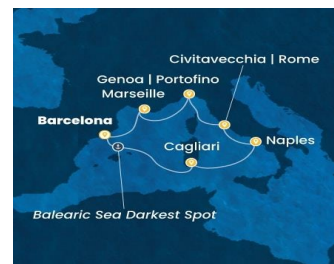 Civitavecchia | Rome
Genoa | Portofino
Marseille
Barcelona
Naples
Cagliari
Balearic Sea Darkest Spot